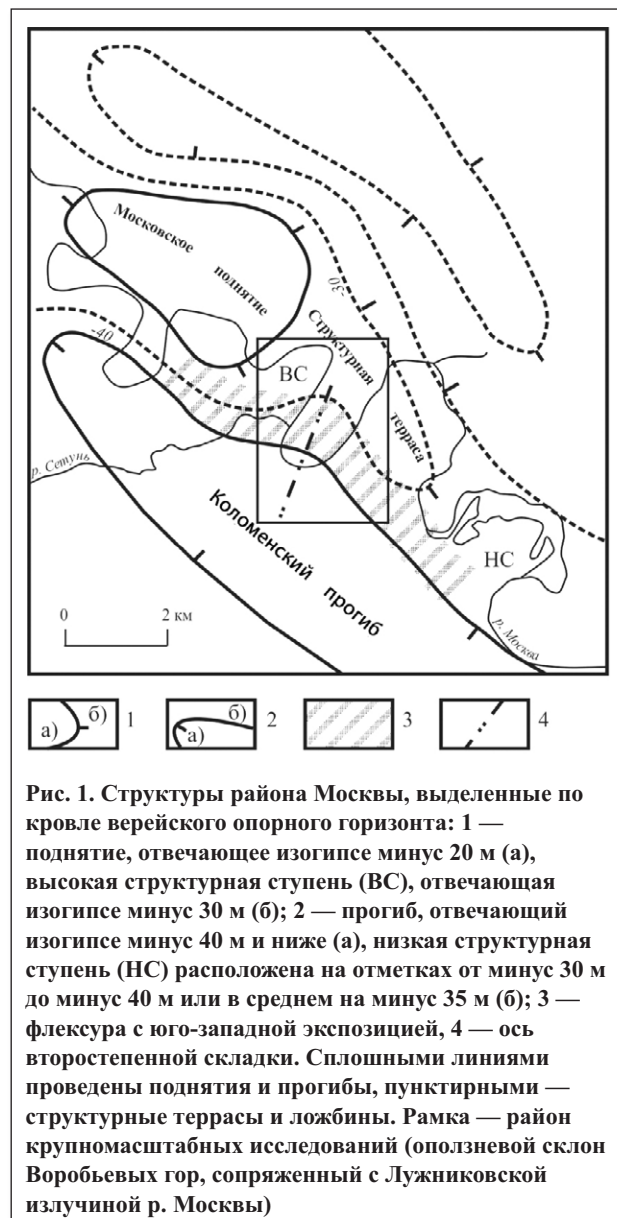 Московское
поднятие
-30
Структурная
терраса
-40
ВС
р. Сетунь
Коломенский прогиб
НС
р. Москва
0 2 км
а) б) 1
а) б) 2
3
4
Рис. 1. Структуры района Москвы, выделенные по
кровле верейского опорного горизонта: 1 —
поднятие, отвечающее изогипсе минус 20 м (а),
высокая структурная ступень (ВС), отвечающая
изогипсе минус 30 м (б); 2 — прогиб, отвечающий
изогипсе минус 40 м и ниже (а), низкая структурная
ступень (НС) расположена на отметках от минус 30 м
до минус 40 м или в среднем на минус 35 м (б); 3 —
флексура с юго-западной экспозицией, 4 — ось
второстепенной складки. Сплошными линиями
проведены поднятия и прогибы, пунктирными —
структурные террасы и ложбины. Рамка — район
крупномасштабных исследований (оползневой склон
Воробьевых гор, сопряженный с Лужниковской
излучиной р. Москвы)